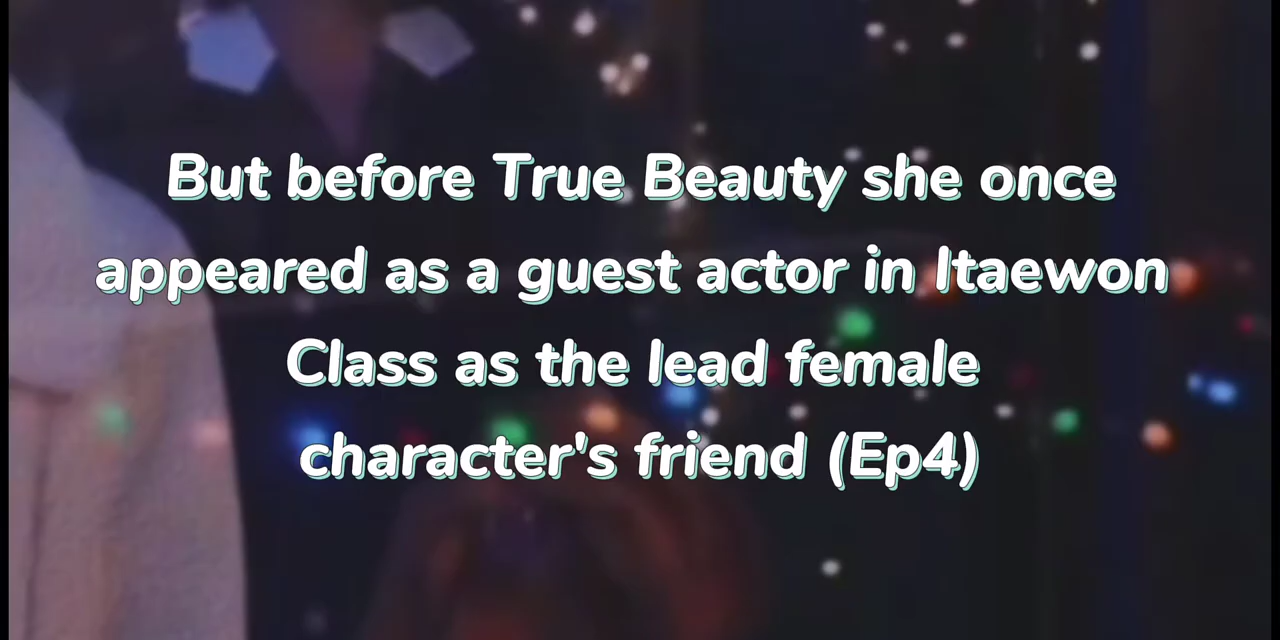 But before True Beauty she once
appeared as a guest actor in Itaewon
Class as the lead female
character's friend (Ep4)